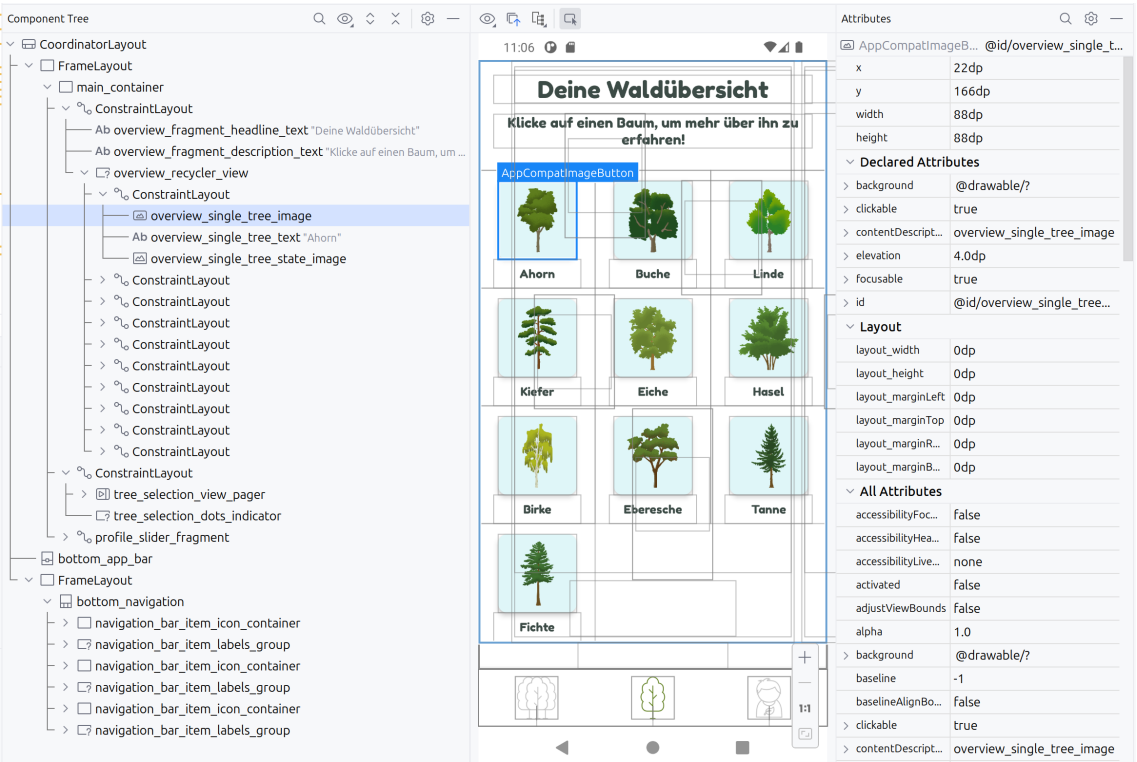 Component Tree
CoordinatorLayout
FrameLayout
main_container
ConstraintLayout
Ab overview_fragment_headline_text "Deine Waldübersicht"
Ab overview_fragment_description_text "Klicke auf einen Baum, um ...
overview_recycler_view
ConstraintLayout
overview_single_tree_image
Ab overview_single_tree_text "Ahorn"
overview_single_tree_state_image
ConstraintLayout
ConstraintLayout
ConstraintLayout
ConstraintLayout
ConstraintLayout
ConstraintLayout
ConstraintLayout
ConstraintLayout
ConstraintLayout
ConstraintLayout
tree_selection_view_pager
tree_selection_dots_indicator
profile_slider_fragment
bottom_app_bar
FrameLayout
bottom_navigation
navigation_bar_item_icon_container
navigation_bar_item_labels_group
navigation_bar_item_icon_container
navigation_bar_item_labels_group
navigation_bar_item_icon_container
navigation_bar_item_labels_group
11:06
Deine Waldübersicht
Klicke auf einen Baum, um mehr über ihn zu
erfahren!
AppCompatImageButton
Ahorn Buche Linde
Kiefer Eiche Hasel
Birke Eberesche Tanne
Fichte
1:1
Attributes
AppCompatImageB... @id/overview_single_t...
x 22dp
y 166dp
width 88dp
height 88dp
Declared Attributes
background @drawable/?
clickable true
contentDescript... overview_single_tree_image
elevation 4.0dp
focusable true
id @id/overview_single_tree...
Layout
layout_width 0dp
layout_height 0dp
layout_marginLeft 0dp
layout_marginTop 0dp
layout_marginR... 0dp
layout_marginB... 0dp
All Attributes
accessibilityFoc... false
accessibilityHea... false
accessibilityLive... none
activated false
adjustViewBounds false
alpha 1.0
background @drawable/?
baseline -1
baselineAlignBo... false
clickable true
contentDescript... overview_single_tree_image